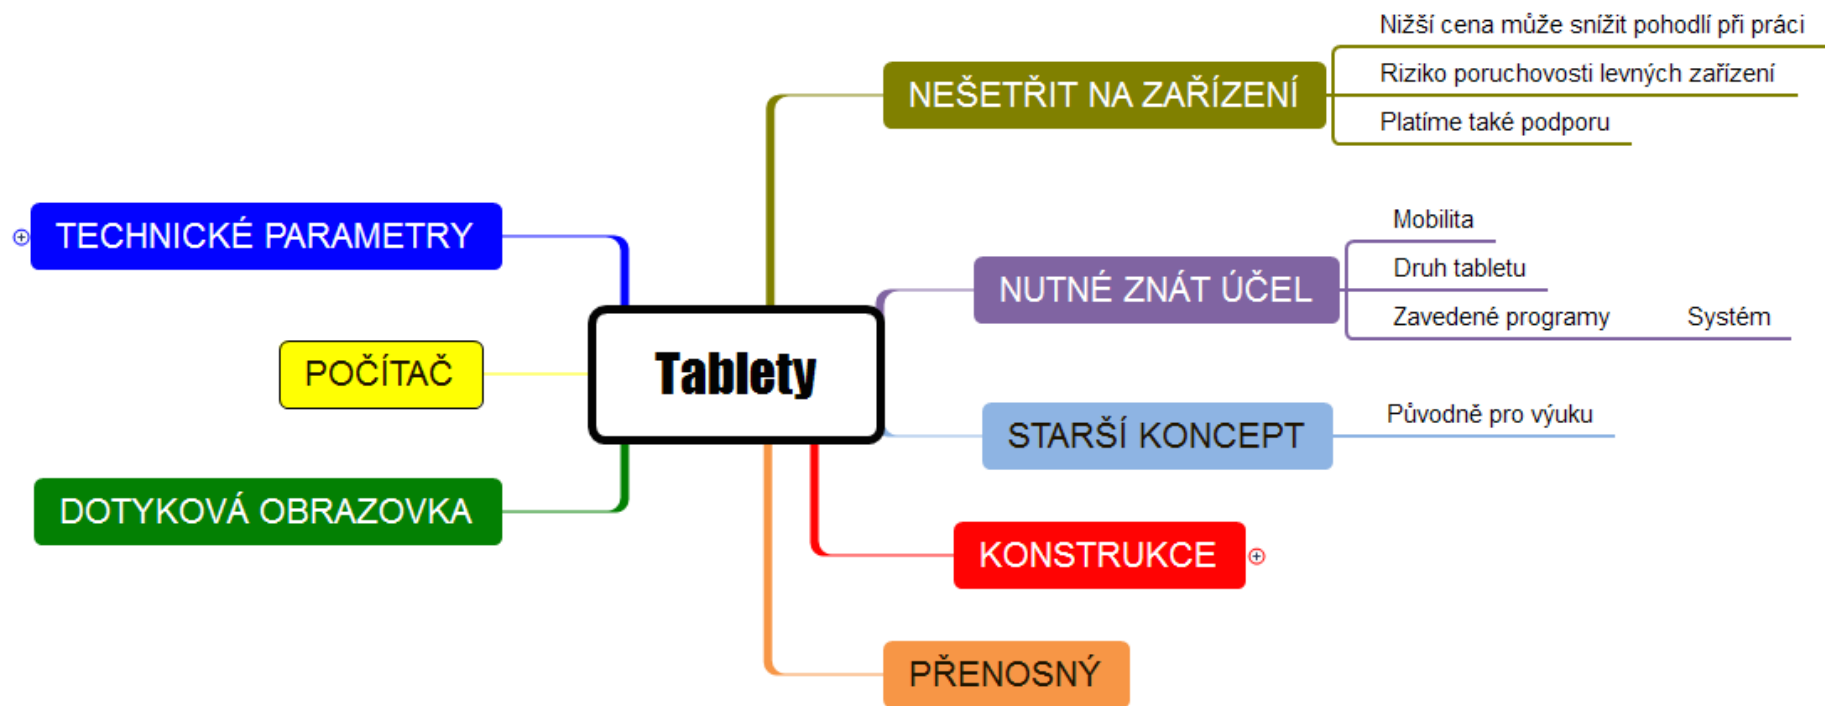 Nižší cena může snížit pohodlí při práci
NEŠETŘIT NA ZAŘÍZENÍ
Riziko poruchovosti levných zařízení
Platíme také podporu
TECHNICKÉ PARAMETRY
Mobilita
NUTNÉ ZNÁT ÚČEL
Druh tabletu
Zavedené programy
Systém
POČÍTAČ
Tablety
STARŠÍ KONCEPT
Původně pro výuku
DOTYKOVÁ OBRAZOVKA
KONSTRUKCE
PŘENOSNÝ